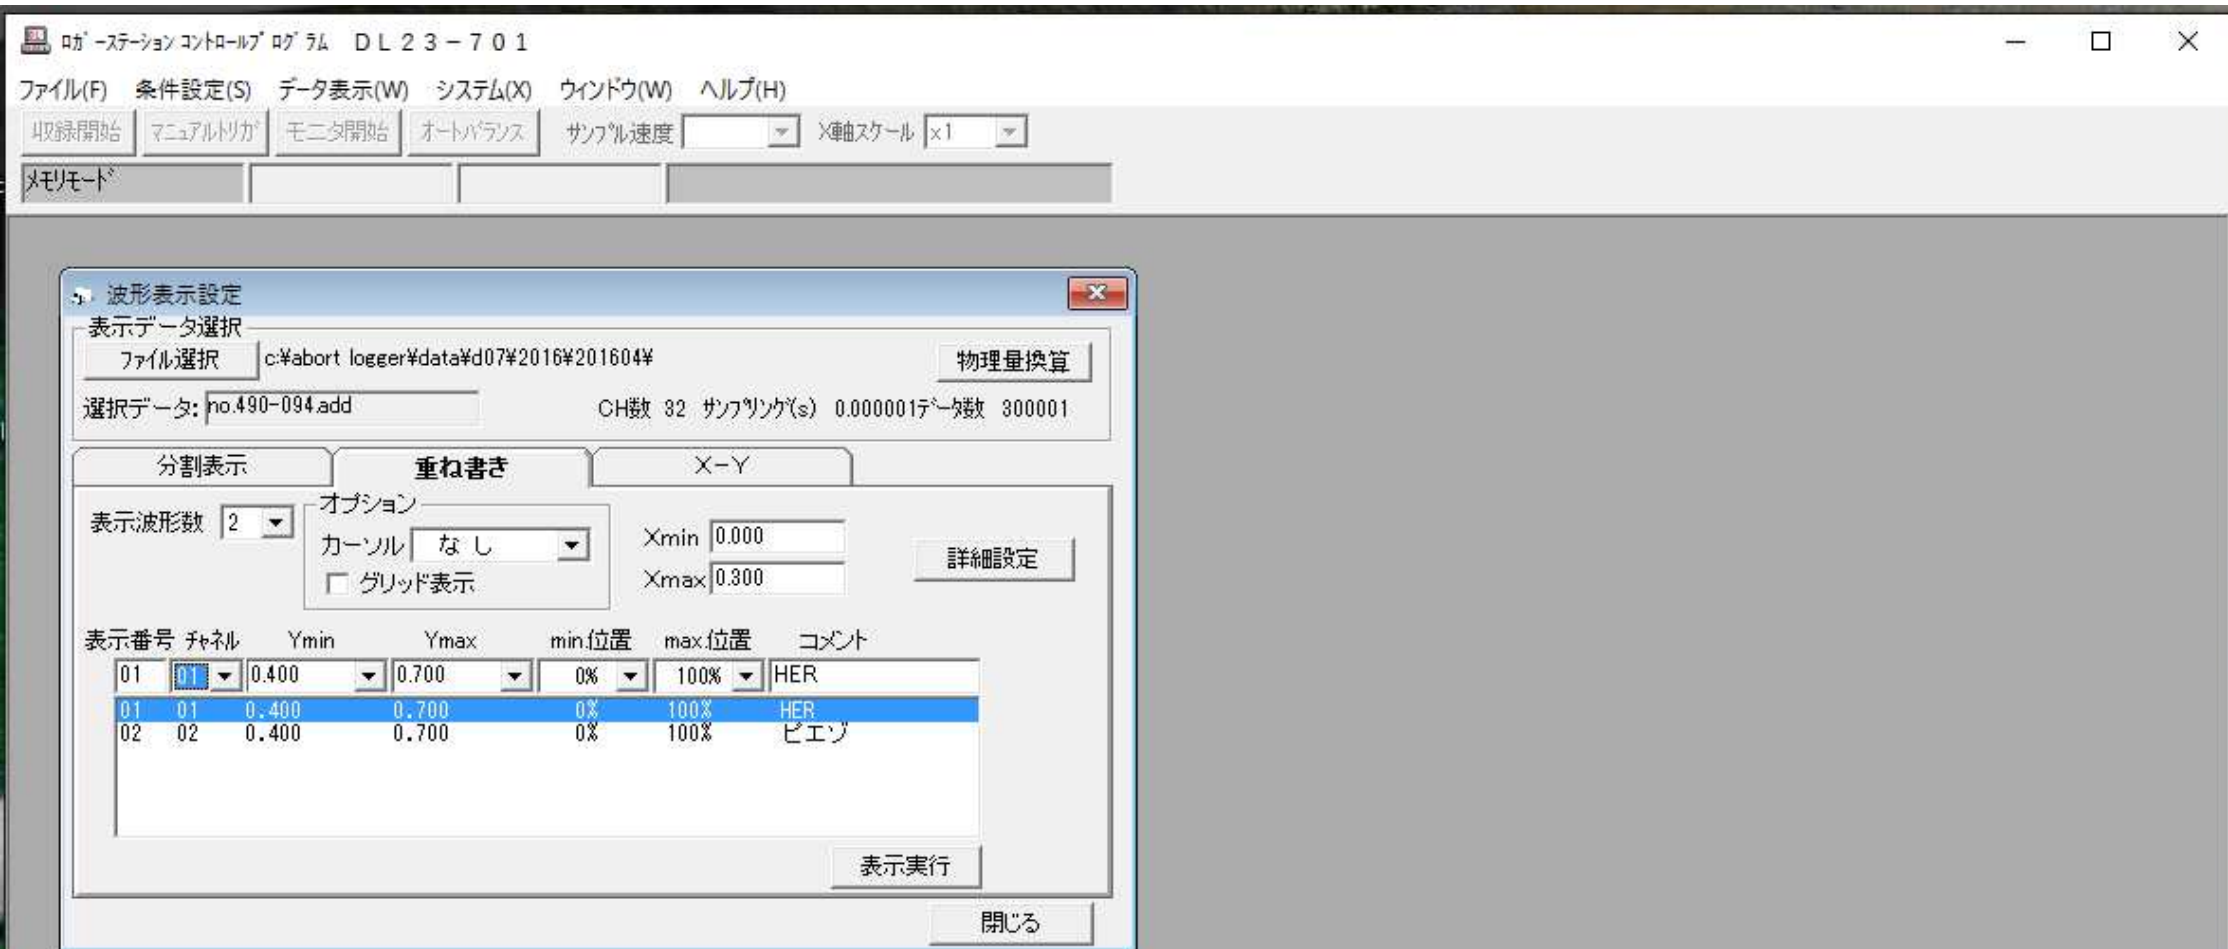 ロガーステーション コントロールプログラム　ＤＬ２３－７０１
ファイル(F) 条件設定(S) データ表示(W) システム(X) ウィンドウ(W) ヘルプ(H)
収録開始 マニュアルトリガ モニタ開始 オートバランス サンプル速度 X軸スケール ×1
メモリモード
波形表示設定
表示データ選択
ファイル選択 c:¥abort logger¥data¥d07¥2016¥201604¥ 物理量換算
選択データ: no.490-094.add CH数 32 サンプリング(s) 0.000001データ数 300001
分割表示 重ね書き X-Y
オプション
表示波形数 2 カーソル なし Xmin 0.000 詳細設定
グリッド表示 Xmax 0.300
表示番号 チャネル Ymin Ymax min.位置 max.位置 コメント
01 01 0.400 0.700 0% 100% HER
01 01 0.400 0.700 0% 100% HER
02 02 0.400 0.700 0% 100% ピエゾ
表示実行
閉じる